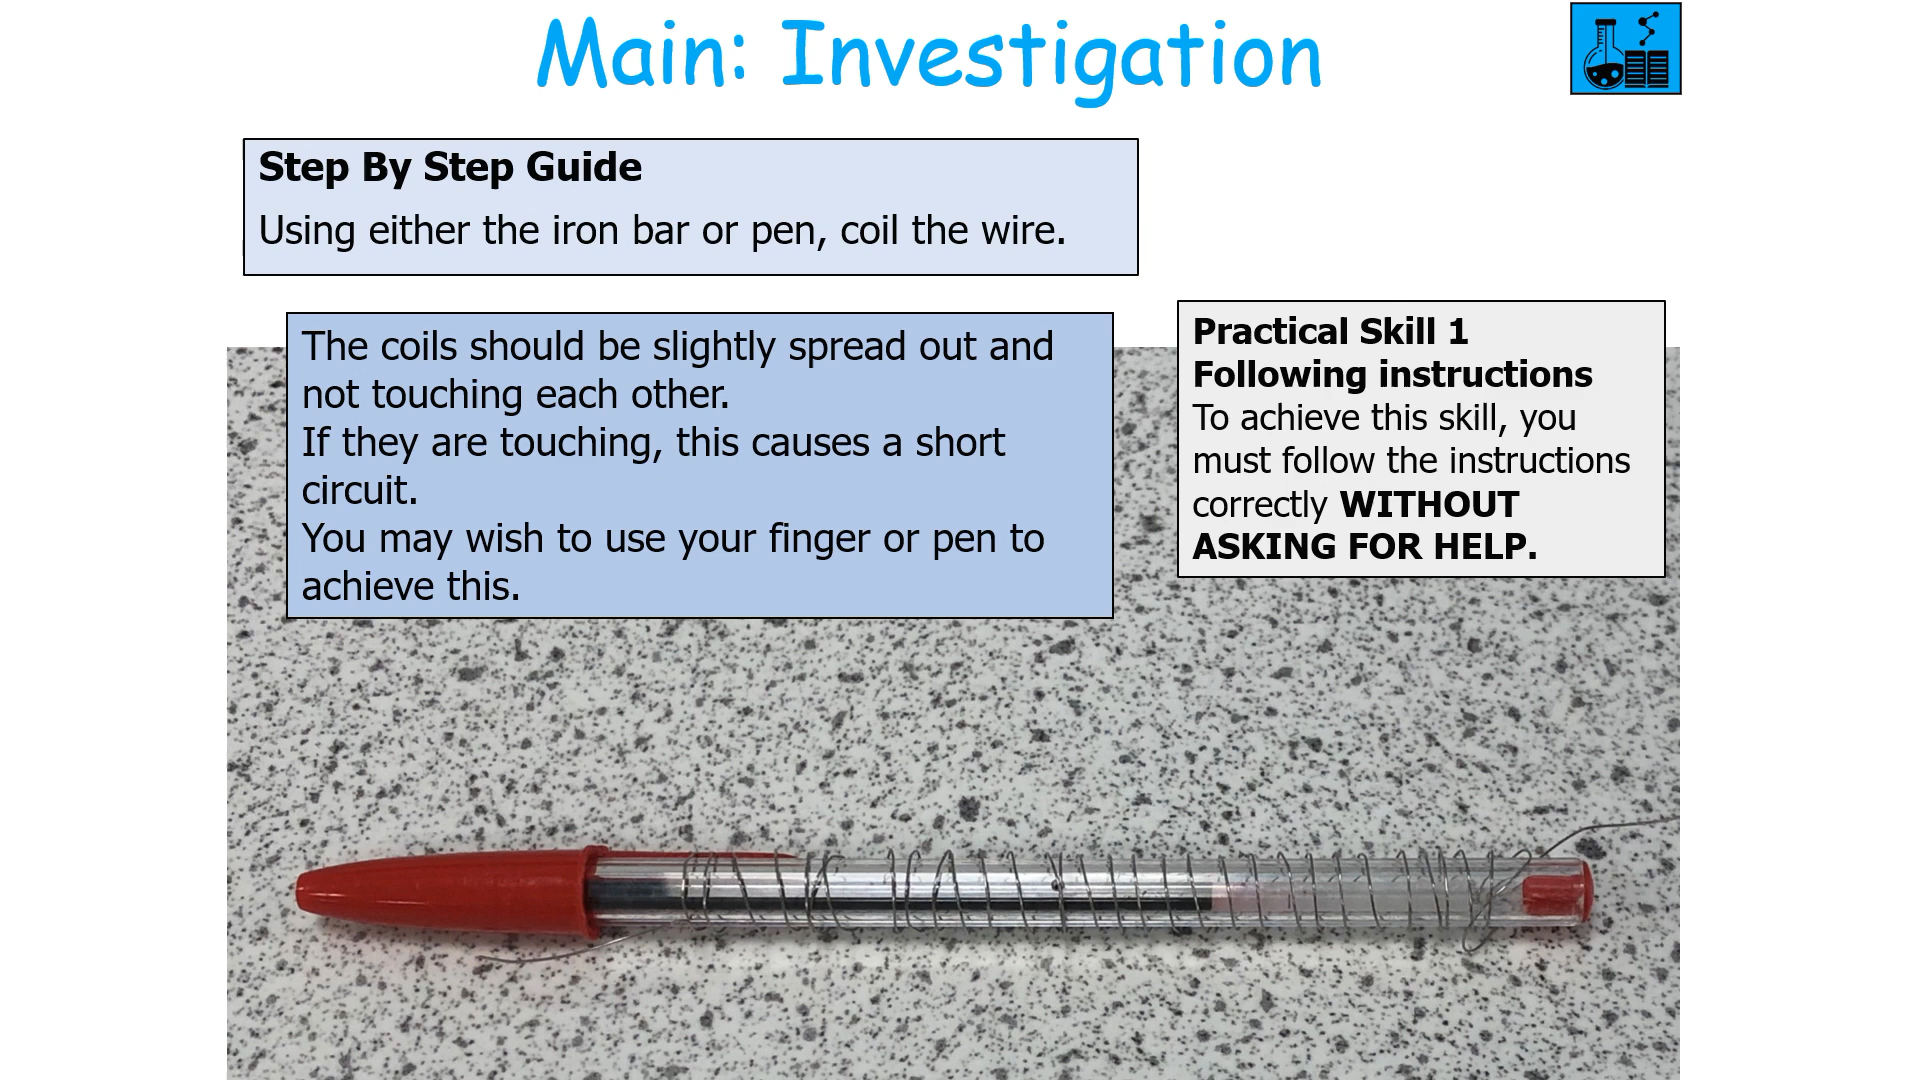 Main: Investigation
Step By Step Guide
Using either the iron bar or pen, coil the wire.
The coils should be slightly spread out and
not touching each other.
If they are touching, this causes a short
circuit.
You may wish to use your finger or pen to
achieve this.
Practical Skill 1
Following instructions
To achieve this skill, you
must follow the instructions
correctly WITHOUT
ASKING FOR HELP.